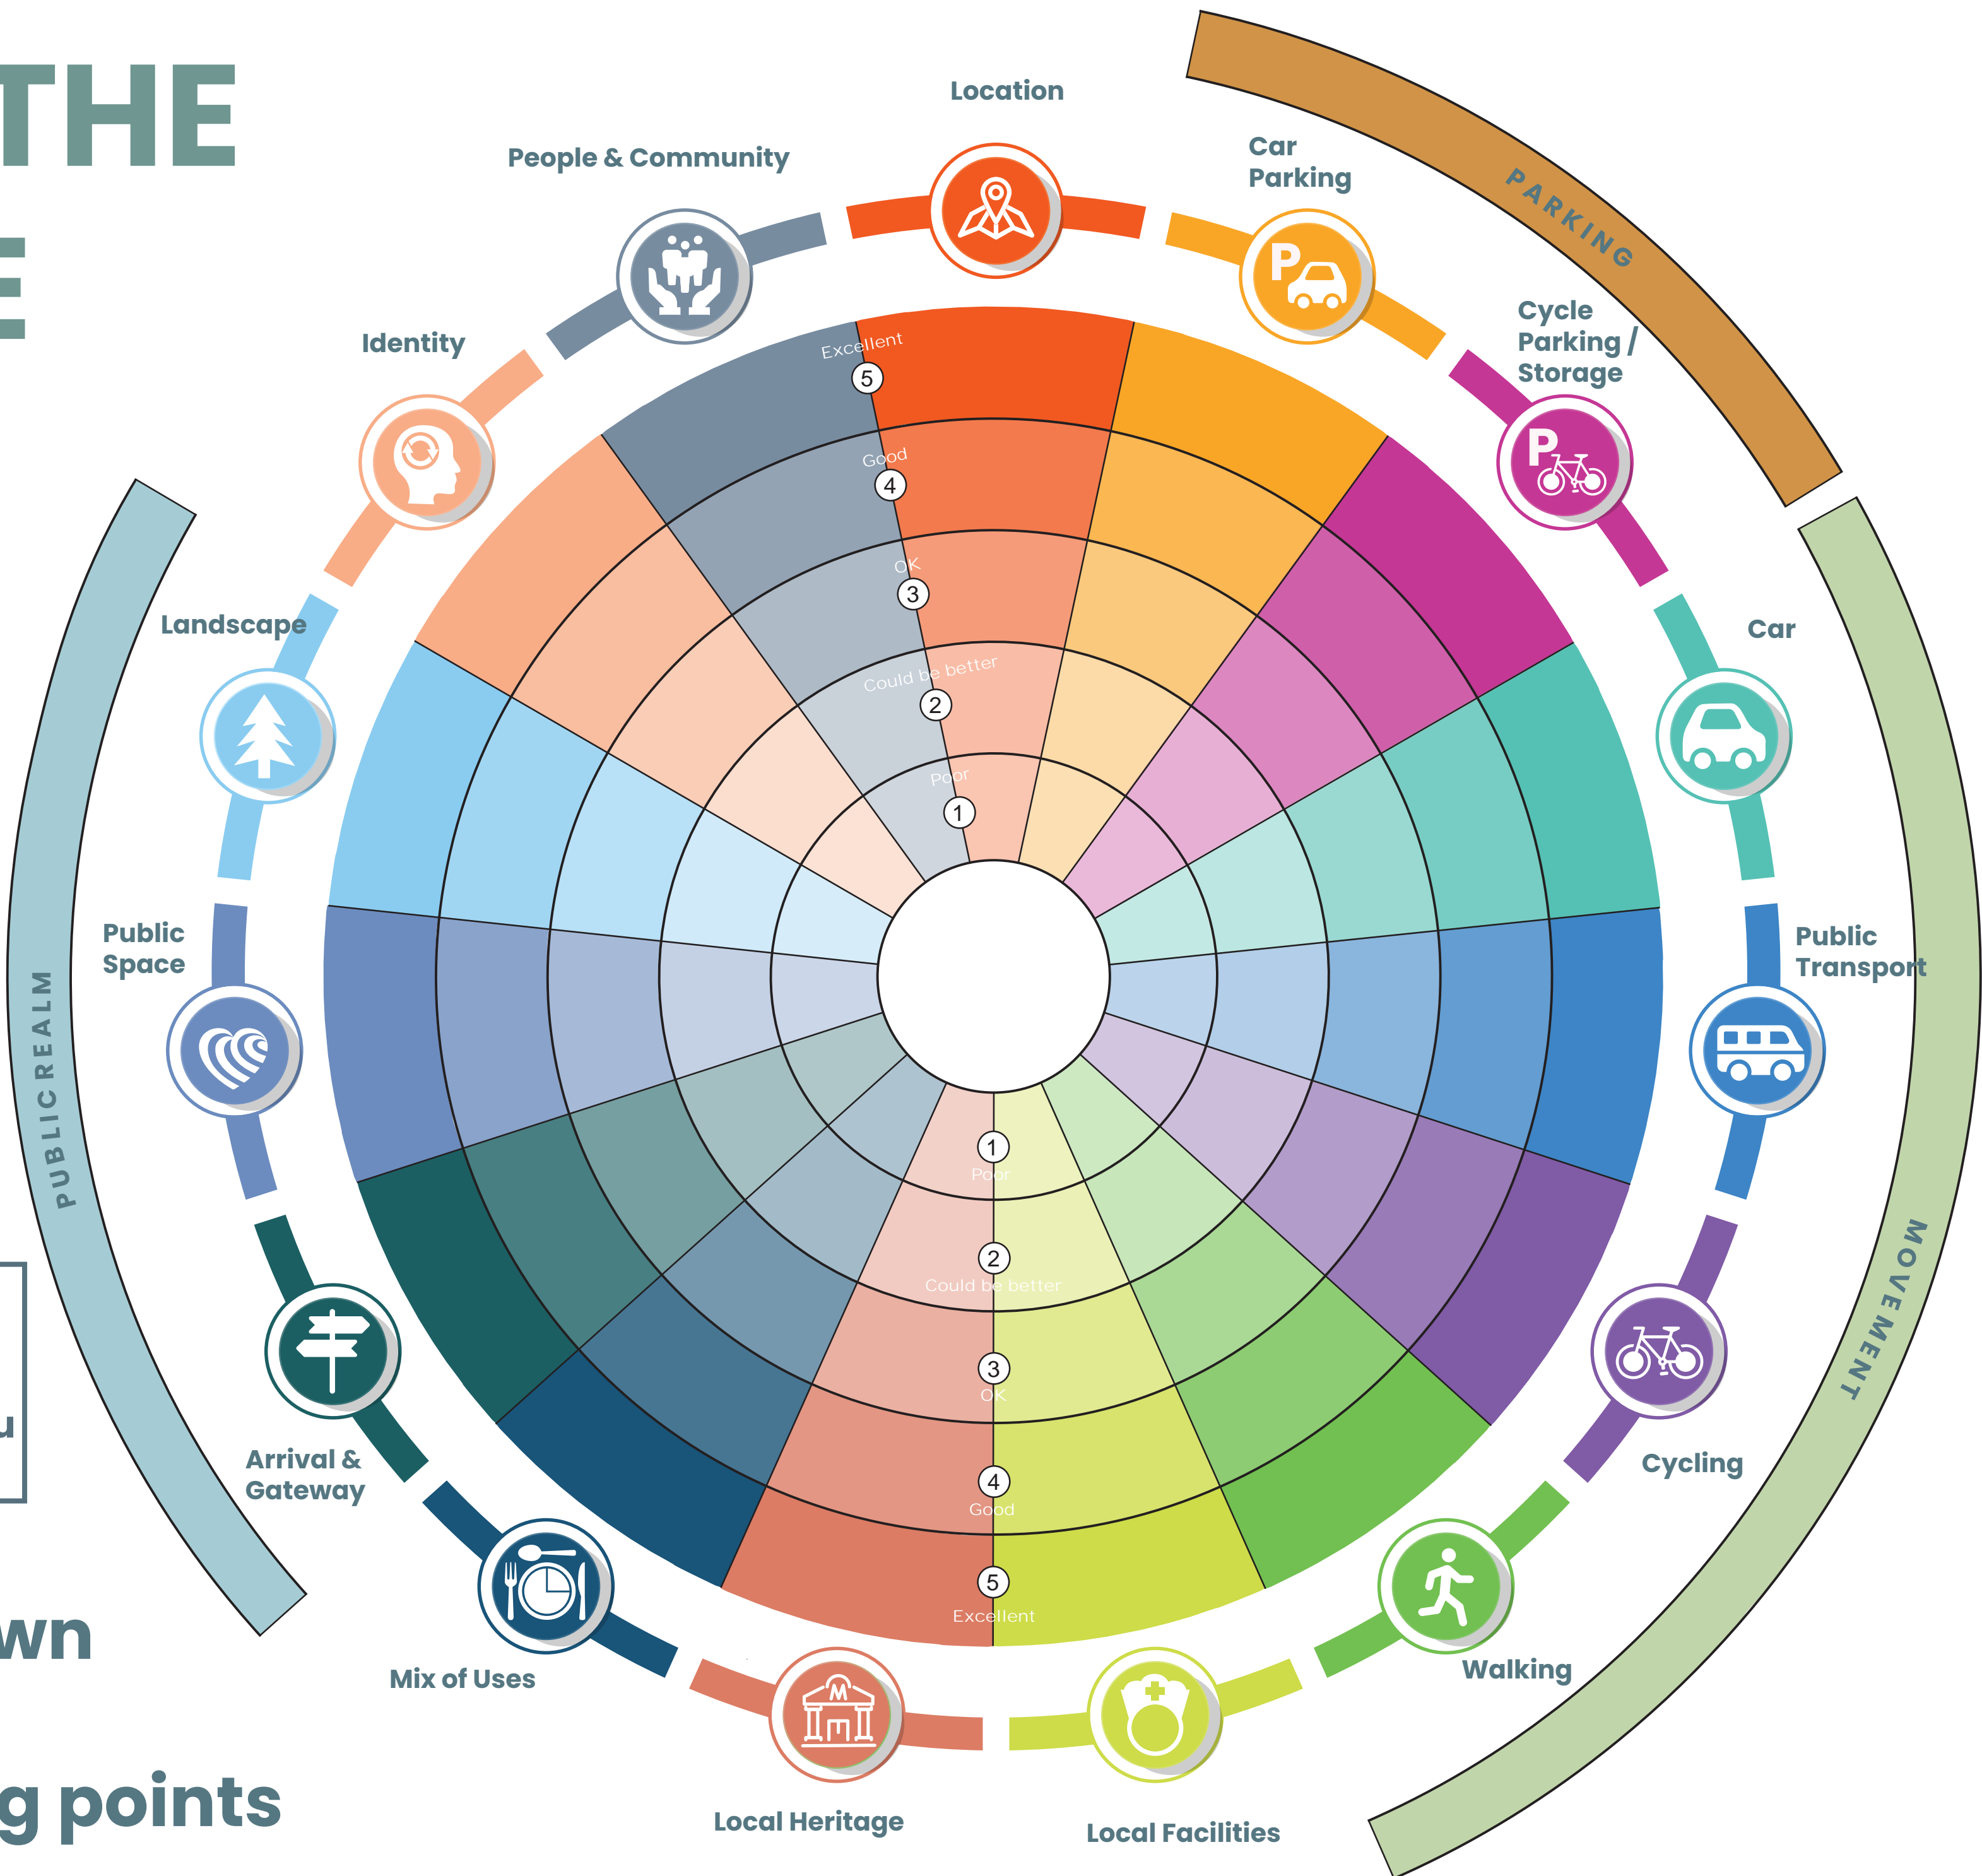 THE
E
Location
People & Community
Car
Parking
PARKING
Identity
Cycle
Parking /
Storage
Excellent
5
Good
4
OK
3
Could be better
2
Poor
1
Landscape
Car
Public
Space
Public
Transport
PUBLIC REALM
MOVEMENT
P
P
1
Poor
2
Could be better
3
OK
4
Good
5
Excellent
u
Arrival &
Gateway
Cycling
wn
Mix of Uses
Walking
M
g points
Local Heritage
Local Facilities